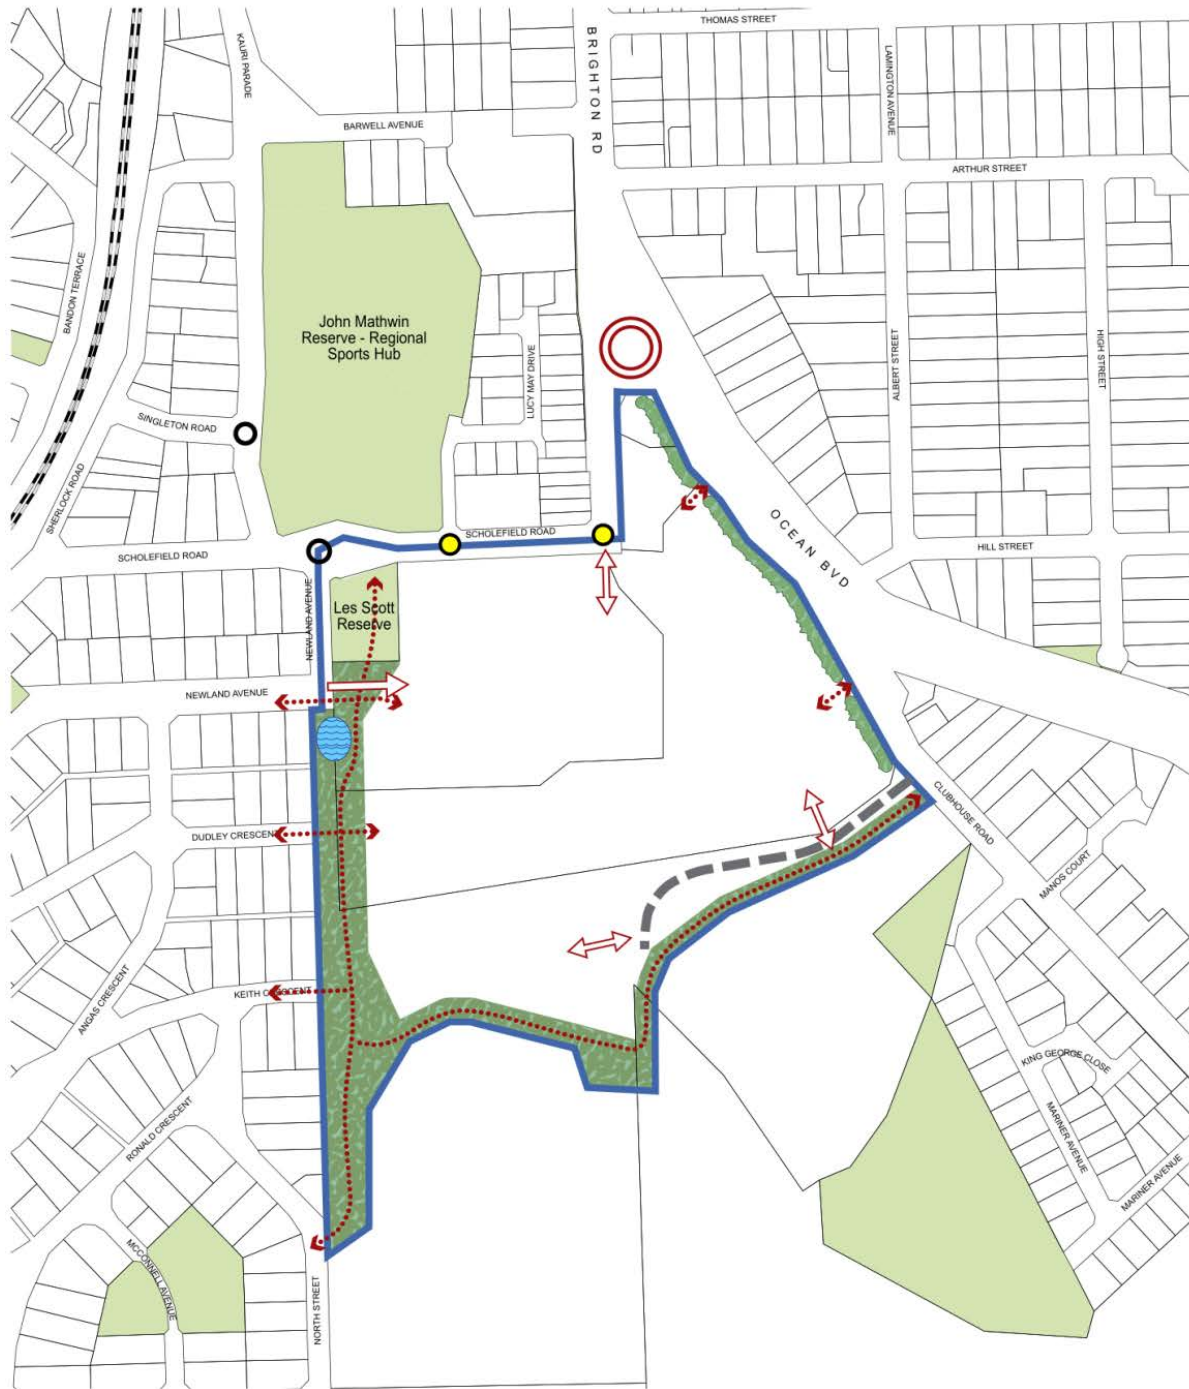 THOMAS STREET
BRIGHTON RD
KAURI PARADE
LAMINGTON AVENUE
BARWELL AVENUE
ARTHUR STREET
BANDON TERRACE
John Mathwin
Reserve - Regional
Sports Hub
LUCY MAY DRIVE
ALBERT STREET
HIGH STREET
SINGLETON ROAD
SHERLOCK ROAD
SCHOLEFIELD ROAD
OCEAN BVD
HILL STREET
SCHOLEFIELD ROAD
NEWLAND AVENUE
Les Scott
Reserve
NEWLAND AVENUE
CLUBHOUSE ROAD
DUDLEY CRESCENT
MANOS COURT
ANGAS CRESCENT
KEITH CRESCENT
KING GEORGE CLOSE
RONALD CRESCENT
MARINER AVENUE
MARINER AVENUE
MCCONNELL AVENUE
NORTH STREET